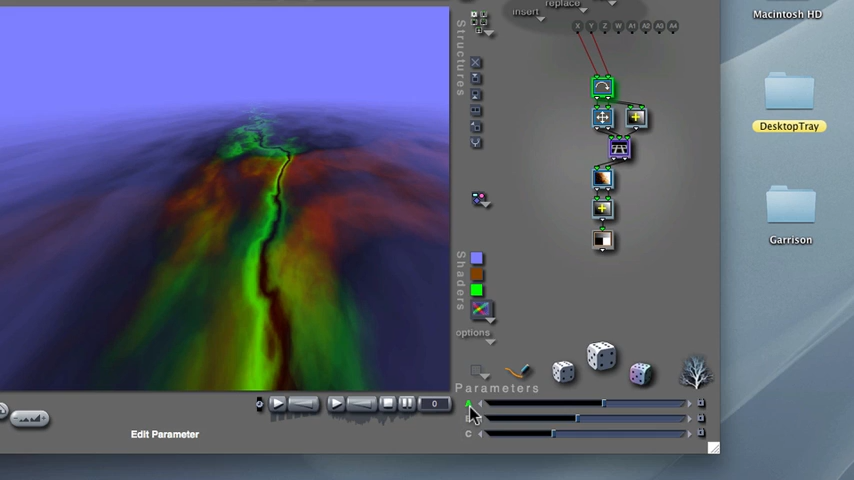 replace
insert
X Y Z W A1 A2 A3 A4
Structures
Shaders
options
Parameters
A
C
0
Edit Parameter
Macintosh HD
DesktopTray
Garrison